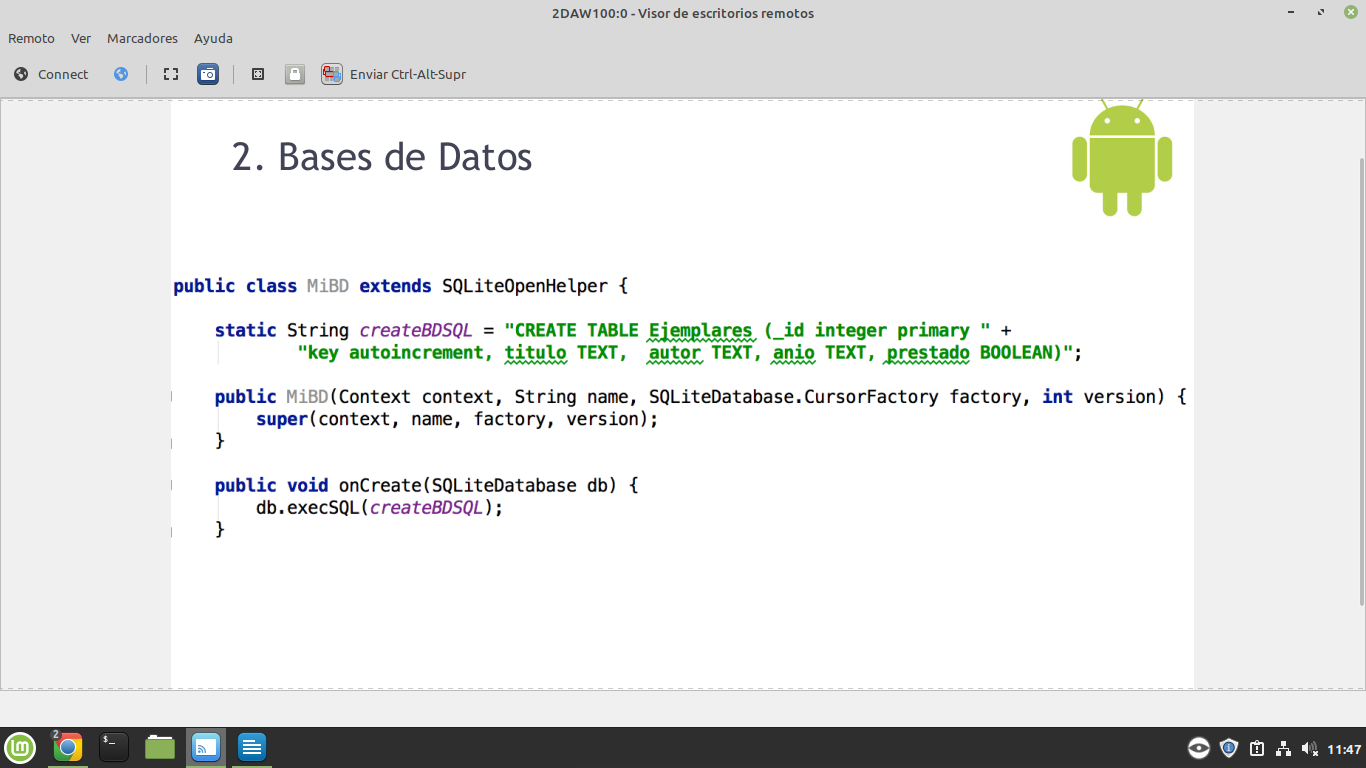 2DAW100:0 - Visor de escritorios remotos
Remoto Ver Marcadores Ayuda
Connect Enviar Ctrl-Alt-Supr
2. Bases de Datos
public class MiBD extends SQLiteOpenHelper {
static String createBDSQL = "CREATE TABLE Ejemplares (_id integer primary " +
"key autoincrement, titulo TEXT,  autor TEXT, anio TEXT, prestado BOOLEAN)";
public MiBD(Context context, String name, SQLiteDatabase.CursorFactory factory, int version) {
super(context, name, factory, version);
}
public void onCreate(SQLiteDatabase db) {
db.execSQL(createBDSQL);
}
2
$_
11:47